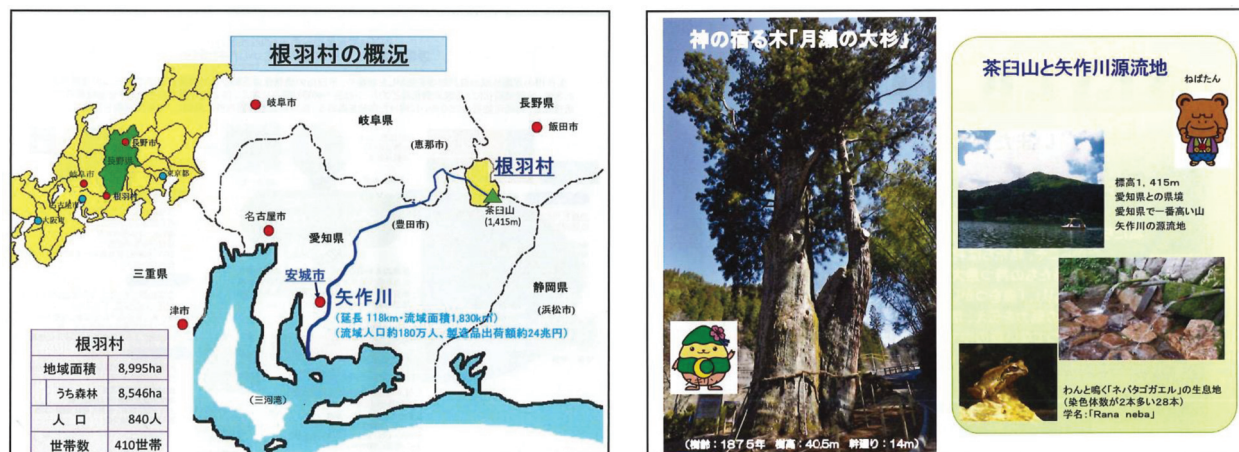 根羽村の概況
岐阜市
岐阜県
長野県
飯田市
(恵那市)
根羽村
茶臼山
(1,415m)
長野市
長野県
岐阜市
東京都
根羽村
名古屋市
大阪市
名古屋市
愛知県
(豊田市)
三重県
安城市
静岡県
(浜松市)
津市
矢作川
(延長 118km・流域面積1,830k㎡)
(流域人口約180万人、製造品出荷額約24兆円)
(三河湾)
根羽村
地域面積 8,995ha
うち森林 8,546ha
人 口 840人
世帯数 410世帯
神の宿る木「月瀬の大杉」
(樹齢:1875年 樹高:40.5m 幹廻り:14m)
茶臼山と矢作川源流地
ねばたん
標高1,415m
愛知県との県境
愛知県で一番高い山
矢作川の源流地
わんと鳴く「ネバタゴガエル」の生息地
(染色体数が2本多い28本)
学名:「Rana neba」